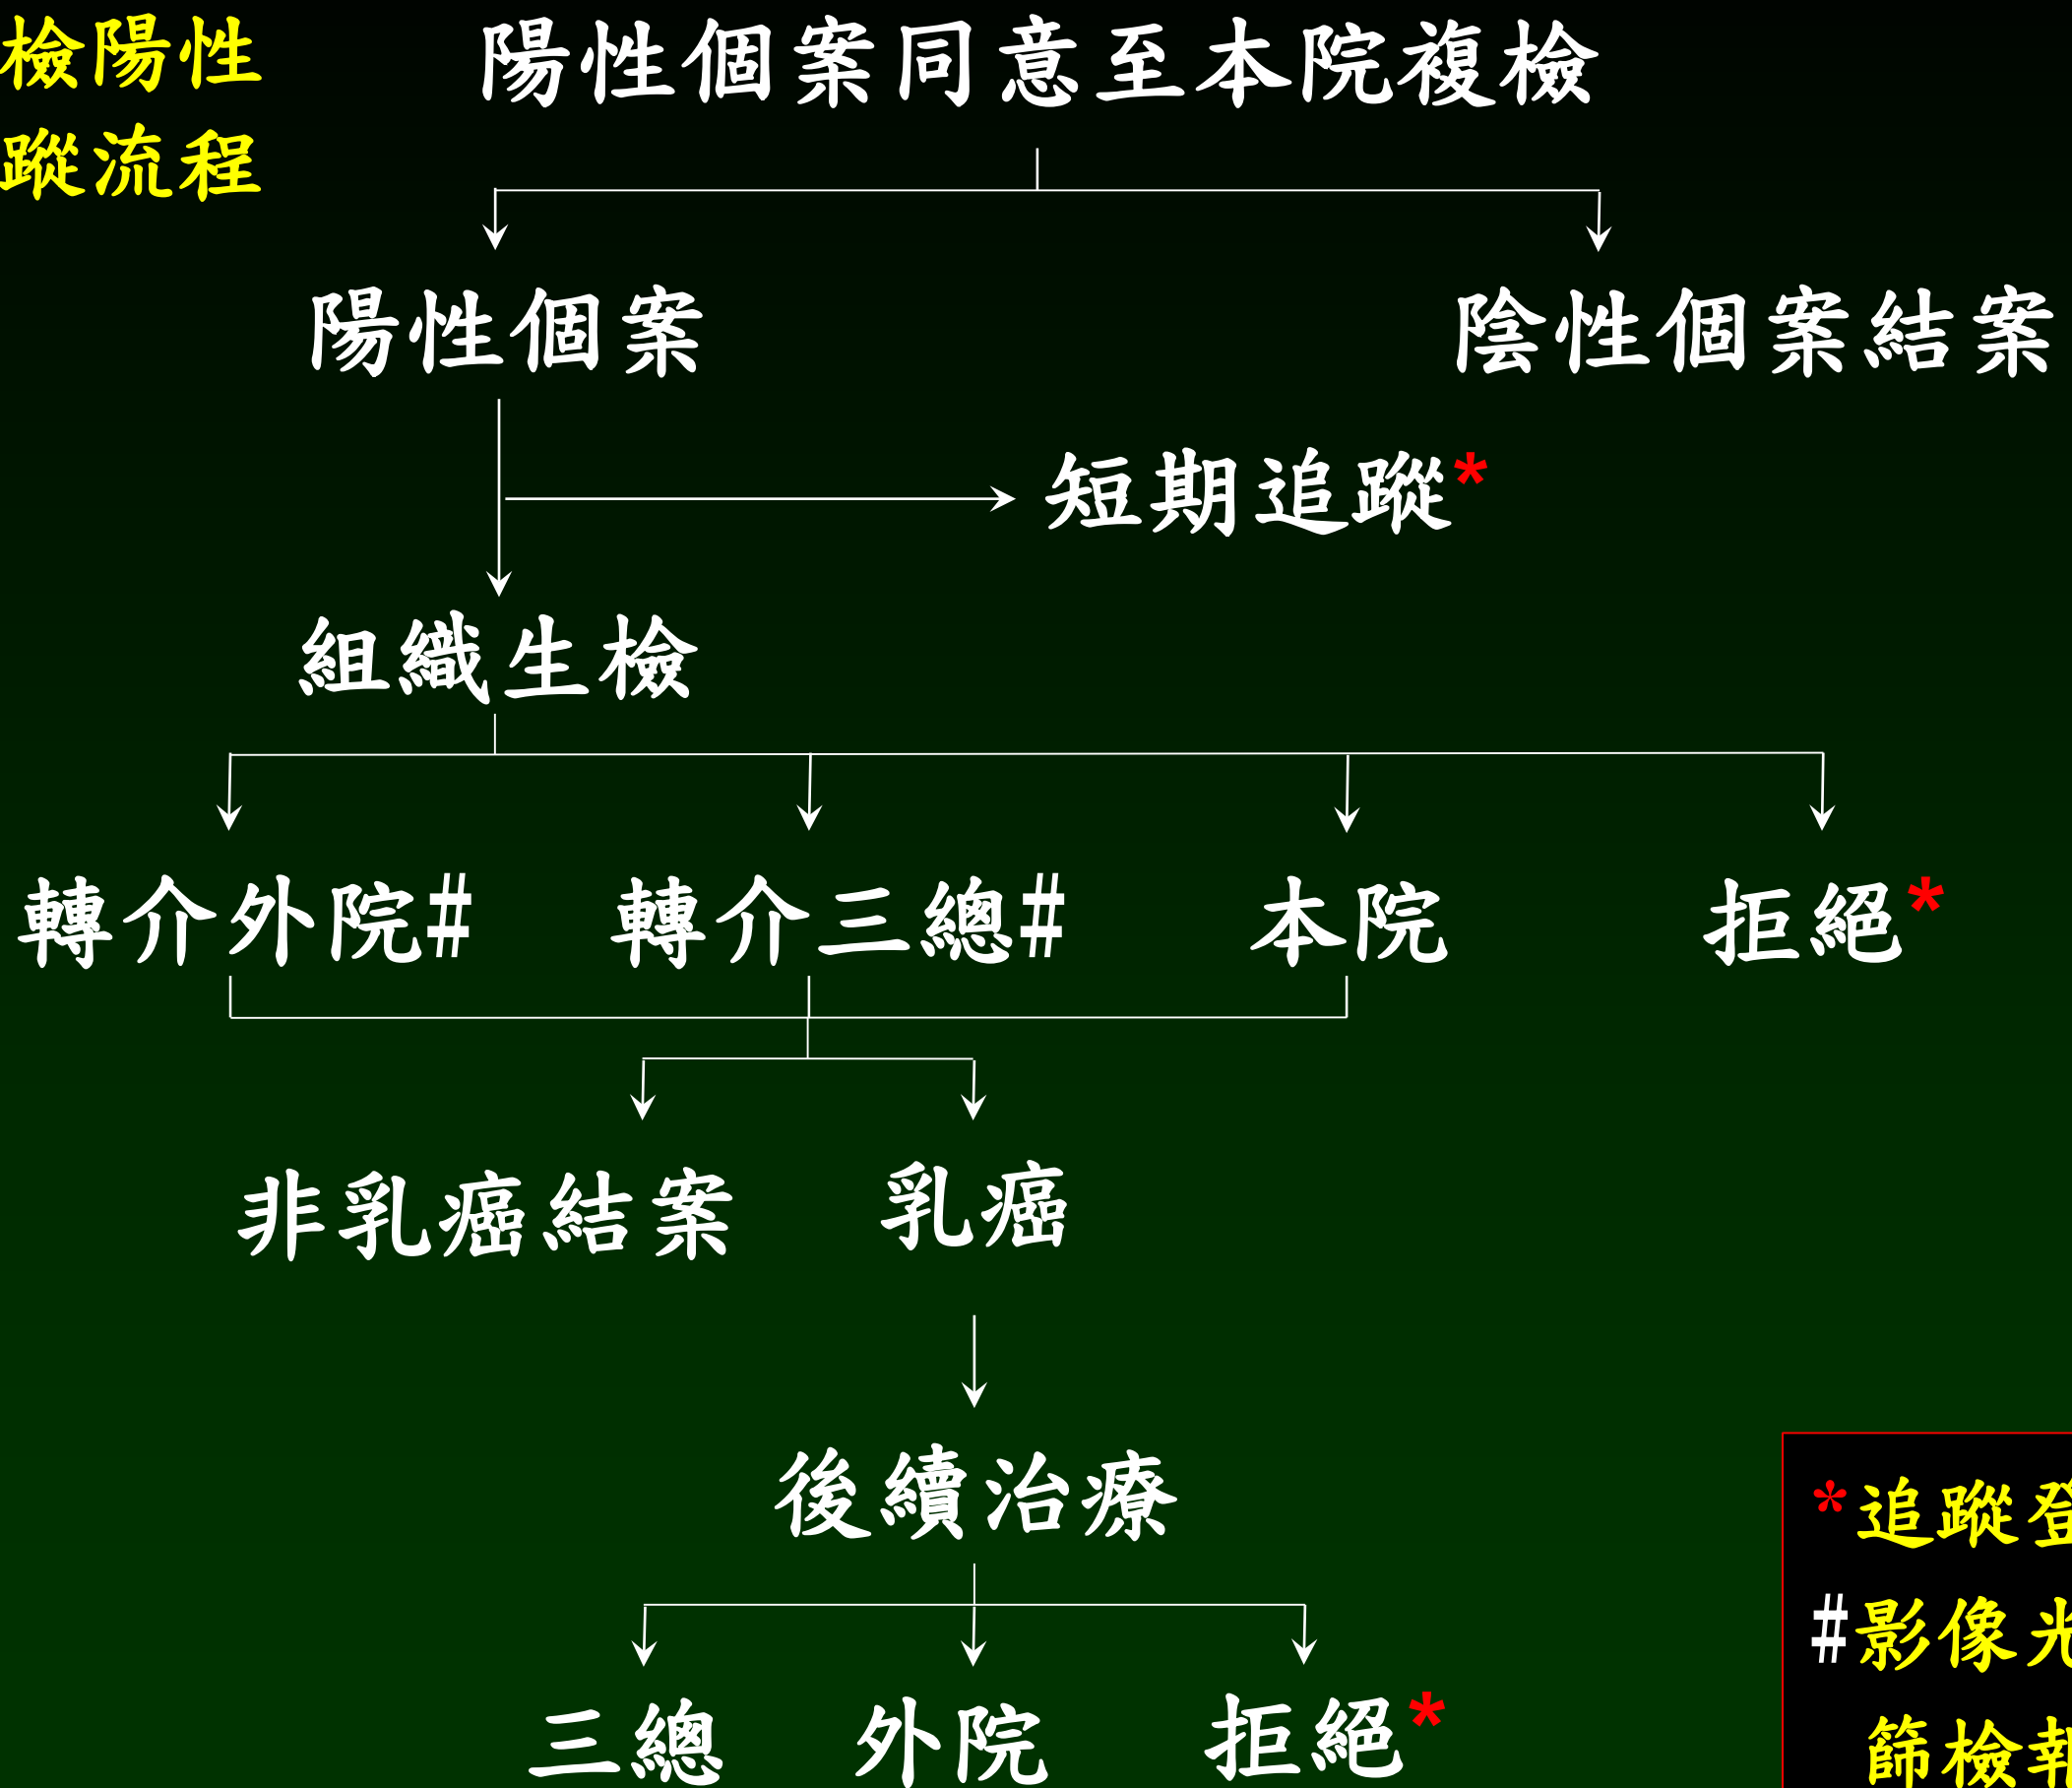 檢陽性
蹤流程
陽性個案同意至本院複檢
陽性個案
陰性個案結案
短期追蹤*
組織生檢
轉介外院#
轉介三總#
本院
拒絕*
非乳癌結案
乳癌
後續治療
三總
外院
拒絕*
*追蹤登
#影像光
篩檢報